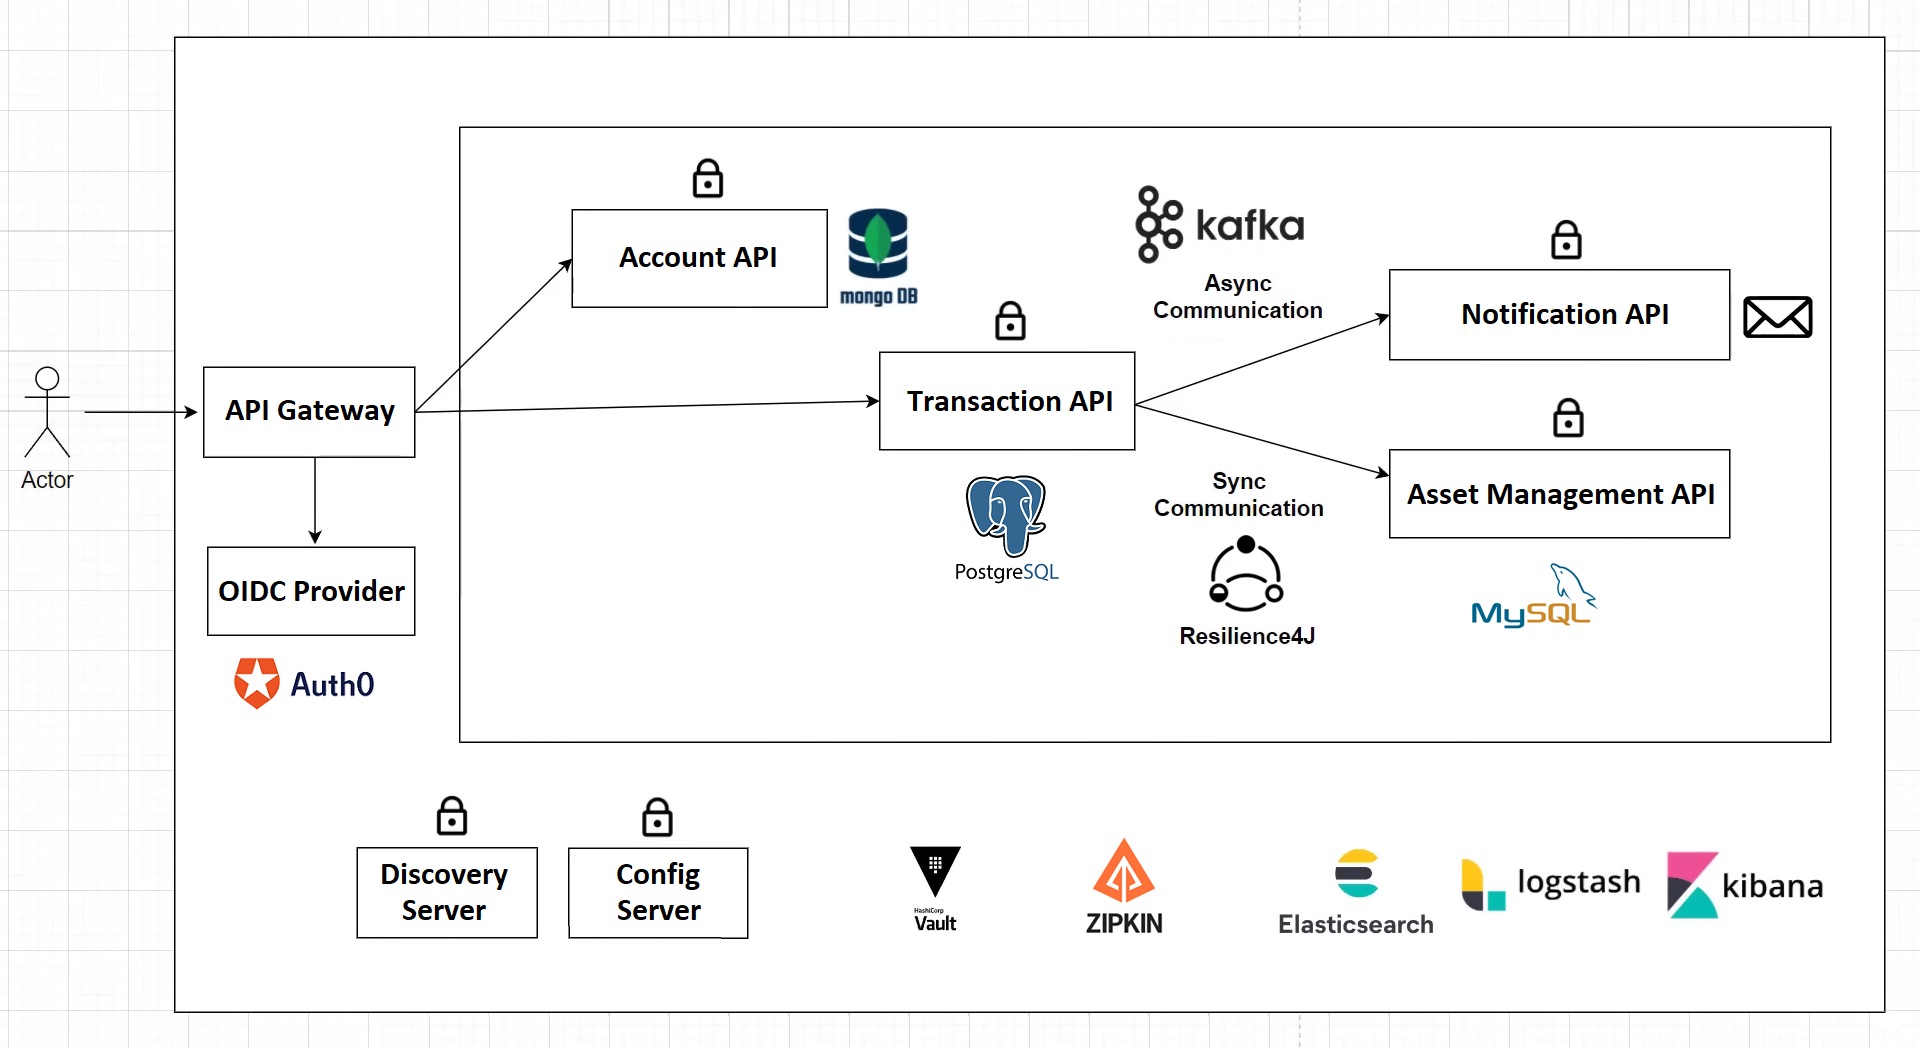 kafka
Account API
Async
Communication
mongo DB
Notification API
Transaction API
API Gateway
Actor
Sync
Communication
Asset Management API
PostgreSQL
OIDC Provider
MySQL
Resilience4J
Auth0
Discovery
Server
Config
Server
HashiCorp
Vault
ZIPKIN
Elasticsearch
logstash
kibana